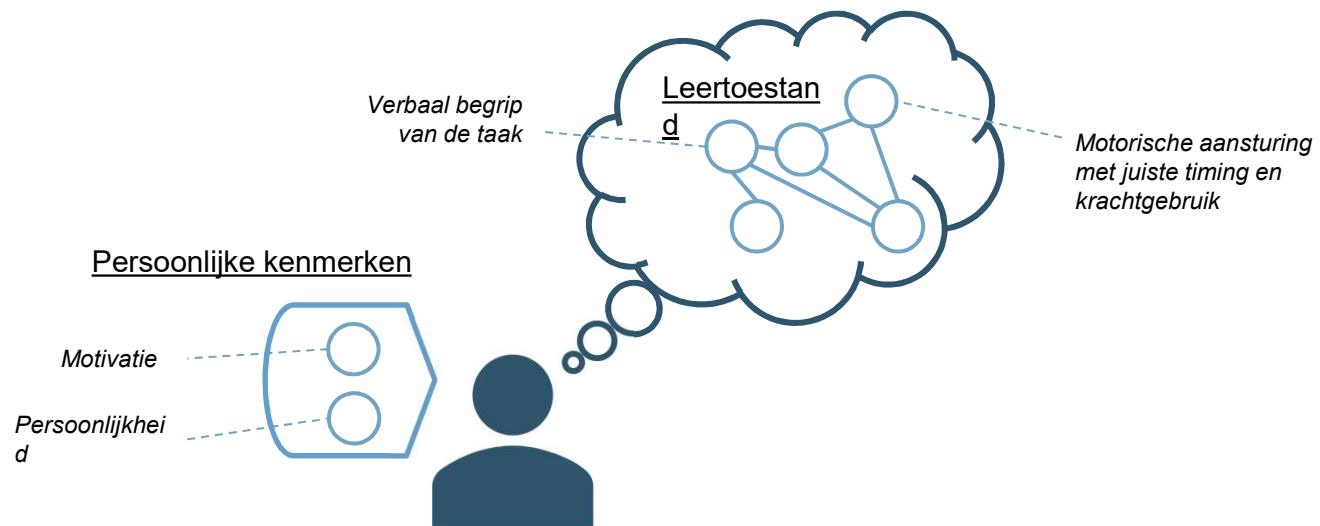 Leertoestan
d
Verbaal begrip
van de taak
Motorische aansturing
met juiste timing en
krachtgebruik
Persoonlijke kenmerken
Motivatie
Persoonlijkhei
d